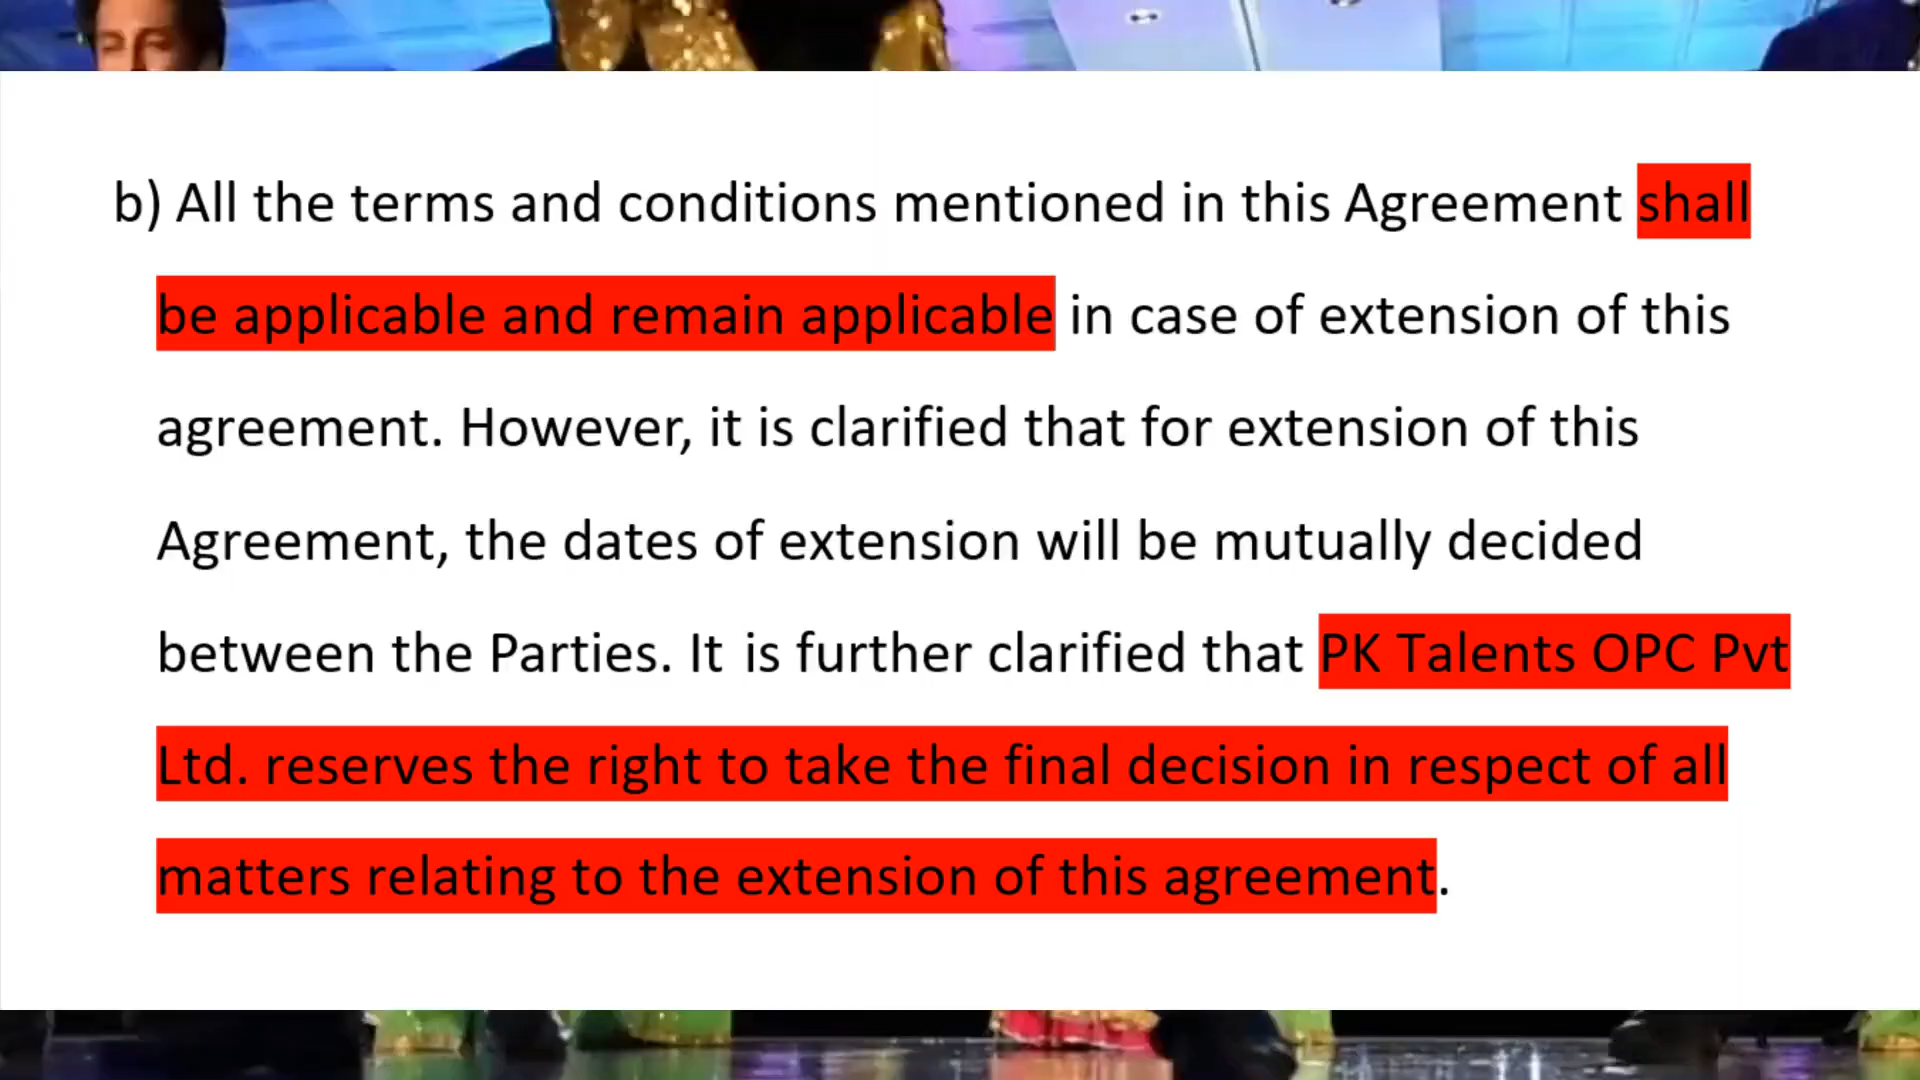 b) All the terms and conditions mentioned in this Agreement shall
be applicable and remain applicable in case of extension of this
agreement. However, it is clarified that for extension of this
Agreement, the dates of extension will be mutually decided
between the Parties. It is further clarified that PK Talents OPC Pvt
Ltd. reserves the right to take the final decision in respect of all
matters relating to the extension of this agreement.